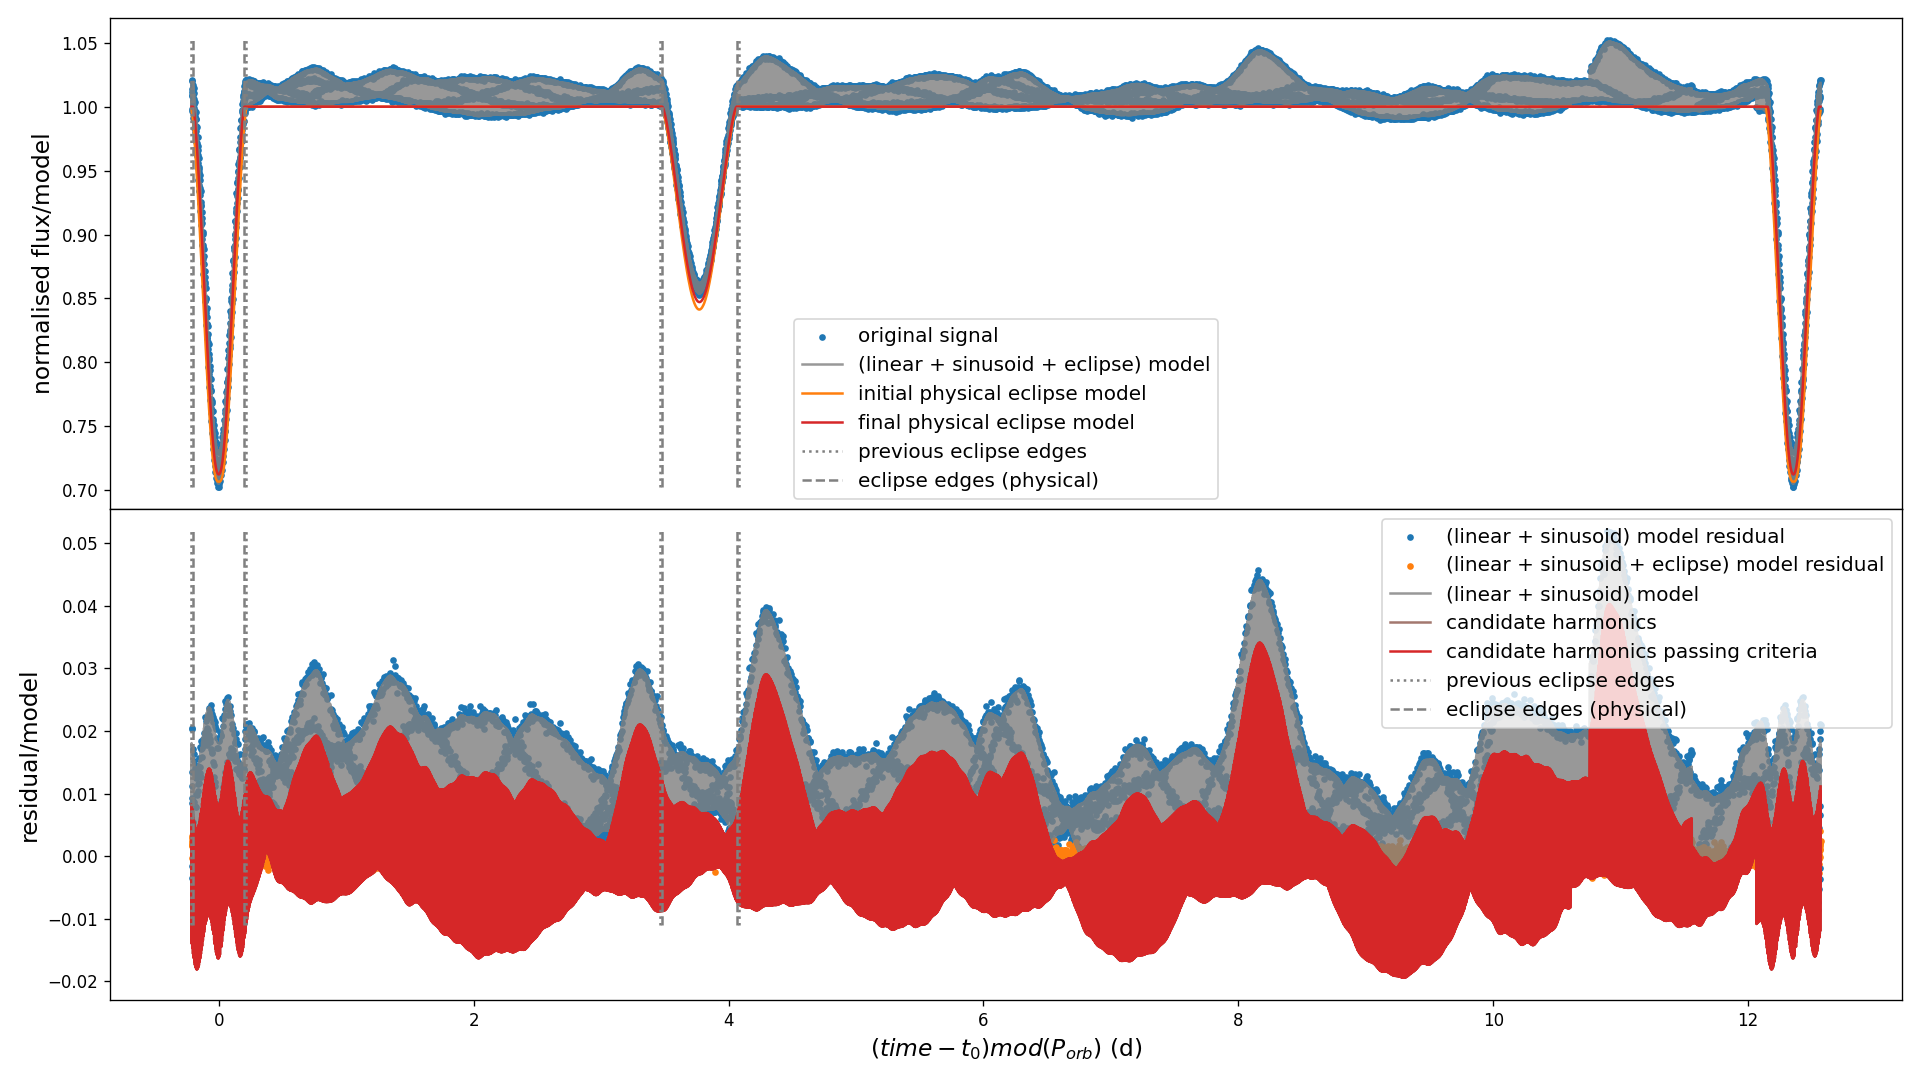 1.05
1.00
0.95
0.90
0.85
0.80
0.75
0.70
normalised flux/model
original signal
(linear + sinusoid + eclipse) model
initial physical eclipse model
final physical eclipse model
previous eclipse edges
eclipse edges (physical)
0.05
0.04
0.03
0.02
0.01
0.00
−0.01
−0.02
residual/model
(linear + sinusoid) model residual
(linear + sinusoid + eclipse) model residual
(linear + sinusoid) model
candidate harmonics
candidate harmonics passing criteria
previous eclipse edges
eclipse edges (physical)
0 2 4 6 8 10 12
(time − t₀)mod(Pₒᵣb) (d)